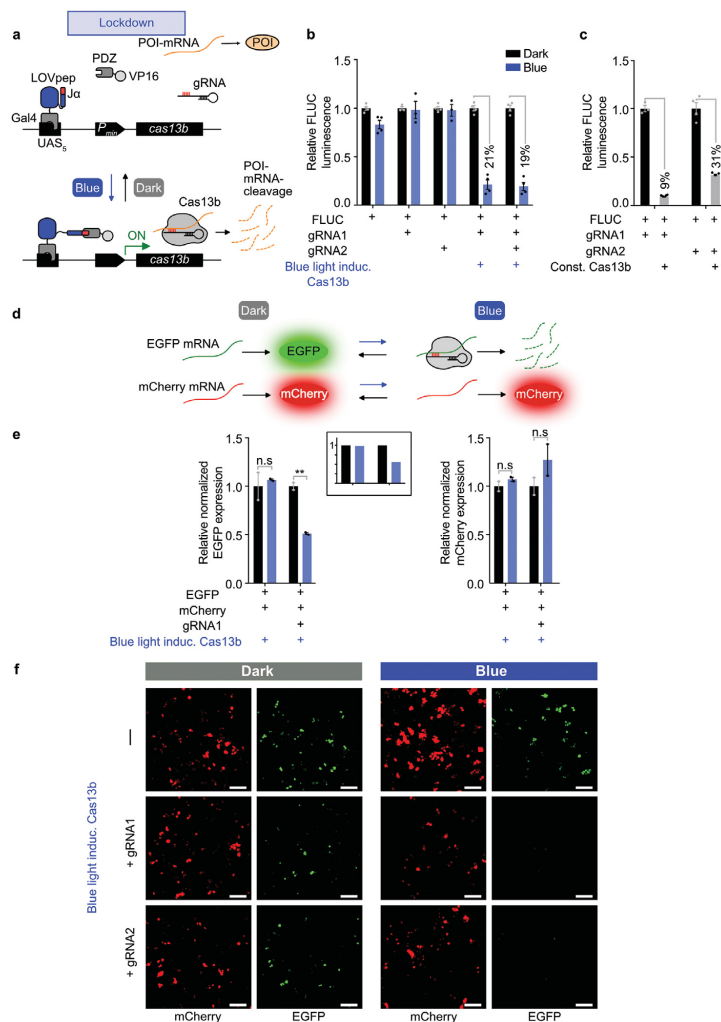 Lockdown
a
POI-mRNA
POI
PDZ
VP16
LOVpep
Jα
gRNA
Gal4
UAS5
Pmin
cas13b
Blue
Dark
Cas13b
POI-
mRNA-
cleavage
ON
cas13b
b
Dark
Blue
Relative FLUC
luminescence
1.5
1.0
0.5
0.0
21%
19%
FLUC + + + + +
gRNA1 + +
gRNA2 + +
Blue light induc. + +
Cas13b
c
Relative FLUC
luminescence
1.5
1.0
0.5
0.0
9%
31%
FLUC + + + +
gRNA1 + +
gRNA2 + +
Const. Cas13b + +
d
Dark
Blue
EGFP mRNA
EGFP
mCherry mRNA
mCherry
mCherry
e
Relative normalized
EGFP expression
1.5
1.0
0.5
0.0
n.s
**
1
EGFP + +
mCherry + +
gRNA1 +
Blue light induc. Cas13b + +
Relative normalized
mCherry expression
1.5
1.0
0.5
0.0
n.s
n.s
+ +
+ +
+
+ +
f
Dark
Blue
Blue light induc. Cas13b
—
+ gRNA1
+ gRNA2
mCherry
EGFP
mCherry
EGFP